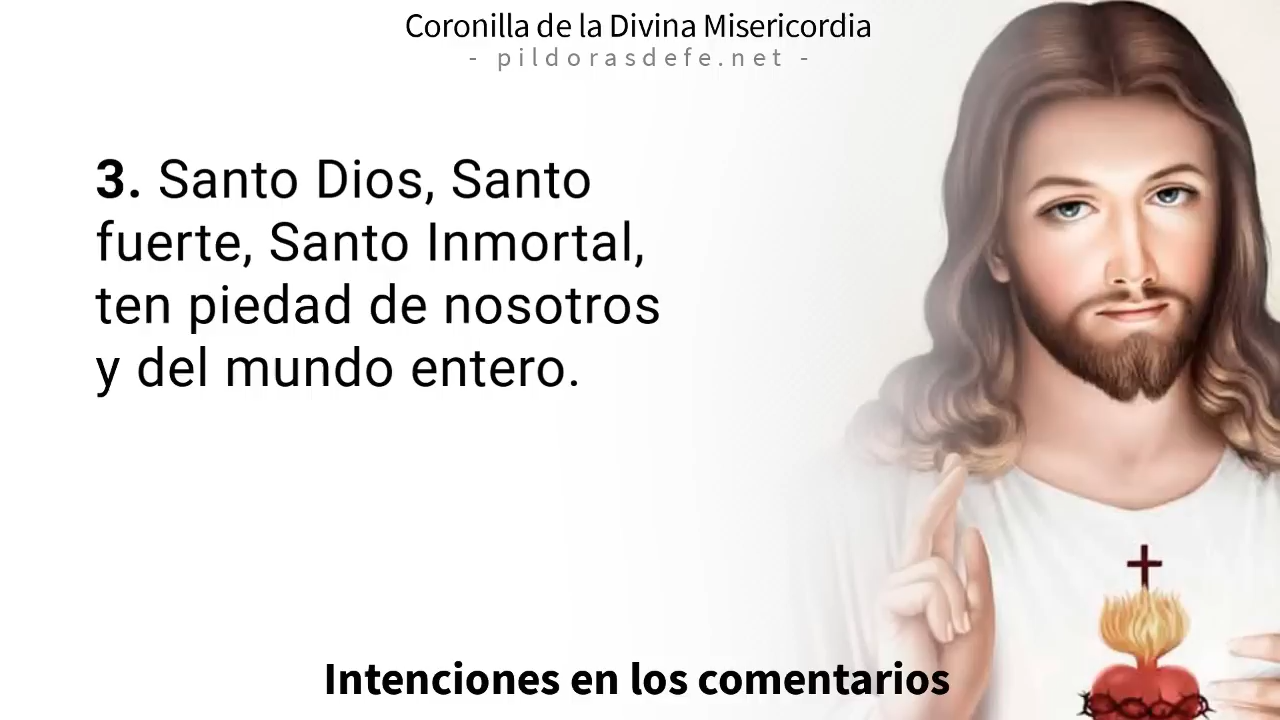 Coronilla de la Divina Misericordia
- pildorasdefe.net -
3. Santo Dios, Santo
fuerte, Santo Inmortal,
ten piedad de nosotros
y del mundo entero.
Intenciones en los comentarios